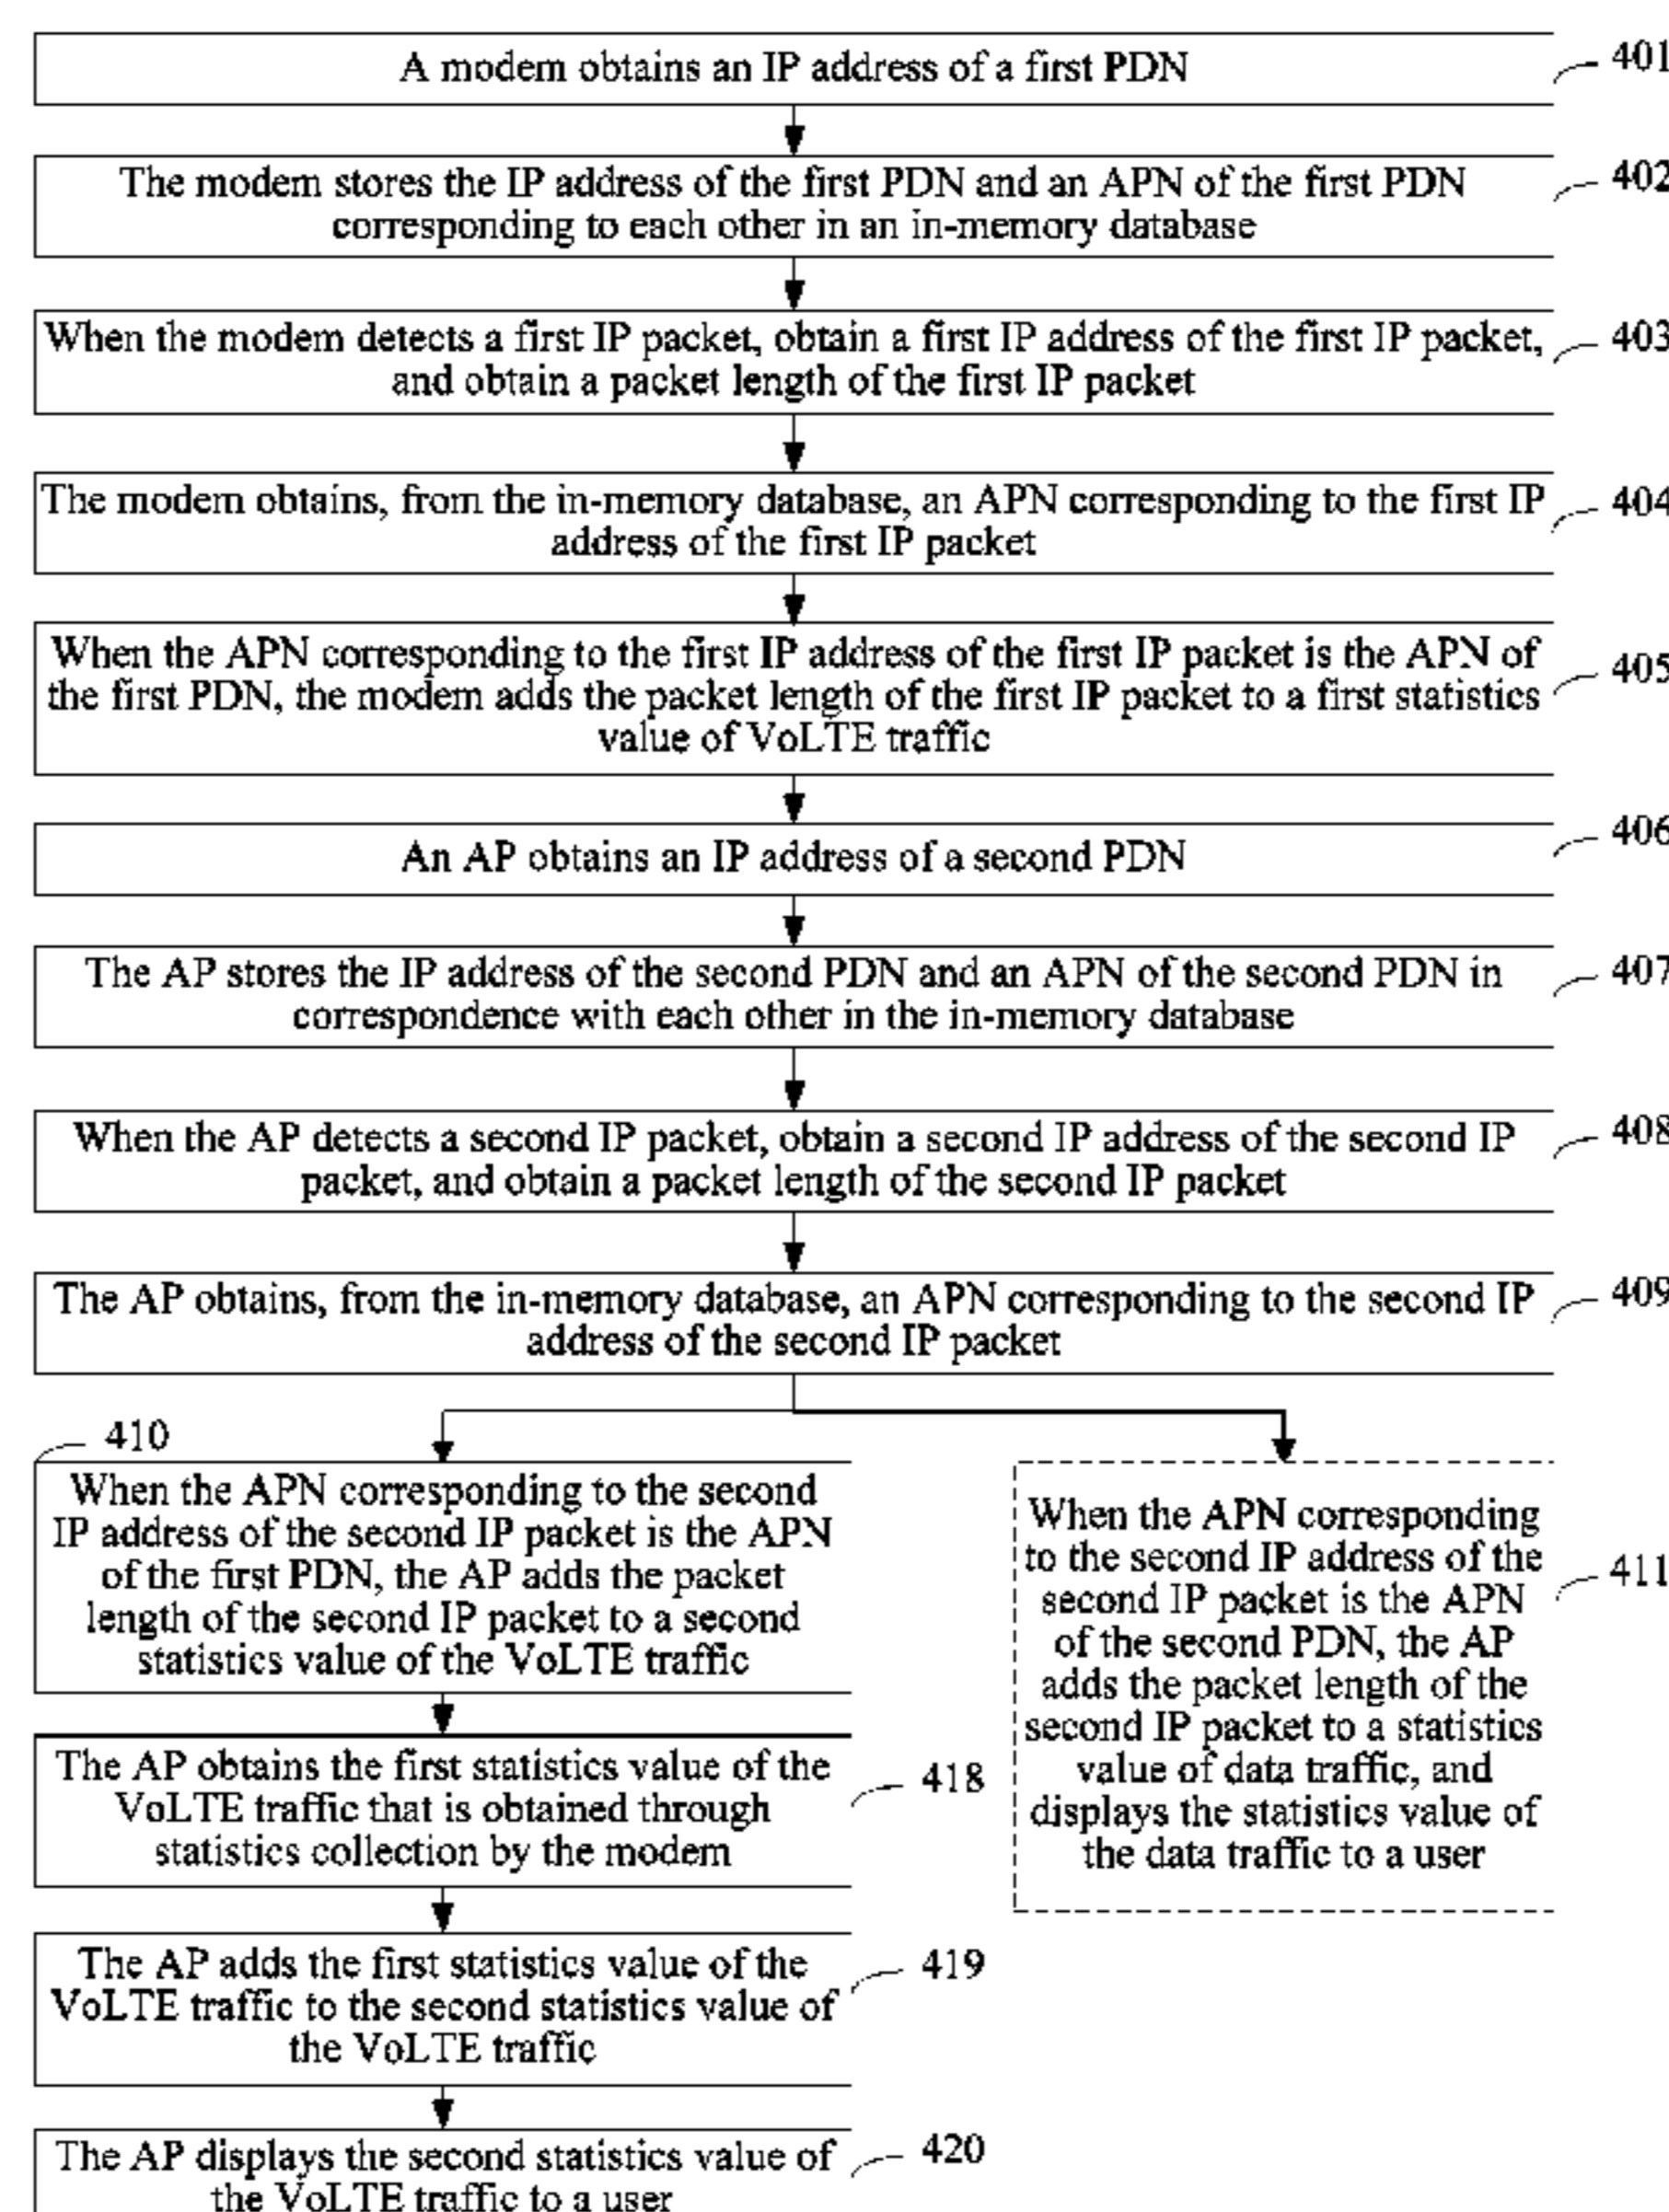 A modem obtains an IP address of a first PDN
401
The modem stores the IP address of the first PDN and an APN of the first PDN
corresponding to each other in an in-memory database
402
When the modem detects a first IP packet, obtain a first IP address of the first IP packet,
and obtain a packet length of the first IP packet
403
The modem obtains, from the in-memory database, an APN corresponding to the first IP
address of the first IP packet
404
When the APN corresponding to the first IP address of the first IP packet is the APN of
the first PDN, the modem adds the packet length of the first IP packet to a first statistics
value of VoLTE traffic
405
An AP obtains an IP address of a second PDN
406
The AP stores the IP address of the second PDN and an APN of the second PDN in
correspondence with each other in the in-memory database
407
When the AP detects a second IP packet, obtain a second IP address of the second IP
packet, and obtain a packet length of the second IP packet
408
The AP obtains, from the in-memory database, an APN corresponding to the second IP
address of the second IP packet
409
410
When the APN corresponding to the second
IP address of the second IP packet is the APN
of the first PDN, the AP adds the packet
length of the second IP packet to a second
statistics value of the VoLTE traffic
When the APN corresponding
to the second IP address of the
second IP packet is the APN
of the second PDN, the AP
adds the packet length of the
second IP packet to a statistics
value of data traffic, and
displays the statistics value of
the data traffic to a user
411
The AP obtains the first statistics value of the
VoLTE traffic that is obtained through
statistics collection by the modem
418
The AP adds the first statistics value of the
VoLTE traffic to the second statistics value of
the VoLTE traffic
419
The AP displays the second statistics value of
the VoLTE traffic to a user
420